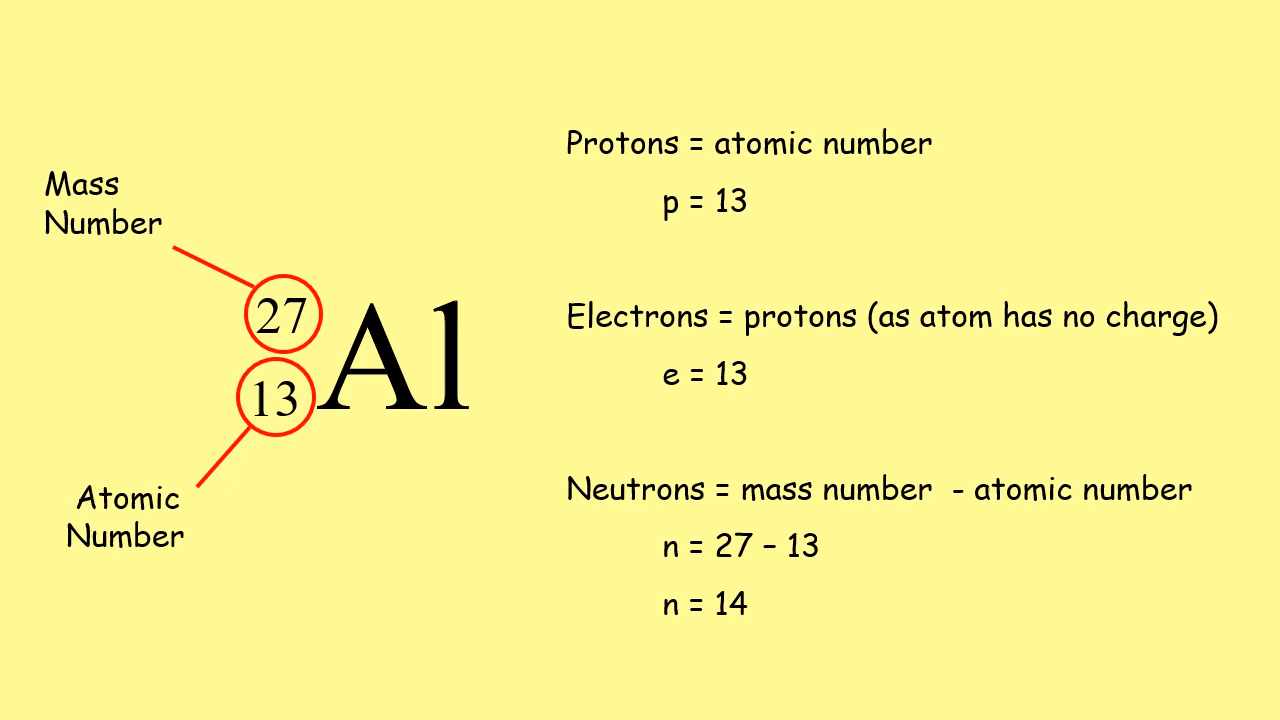 Mass
Number
27
13
Al
Atomic
Number
Protons = atomic number
p = 13
Electrons = protons (as atom has no charge)
e = 13
Neutrons = mass number - atomic number
n = 27 – 13
n = 14